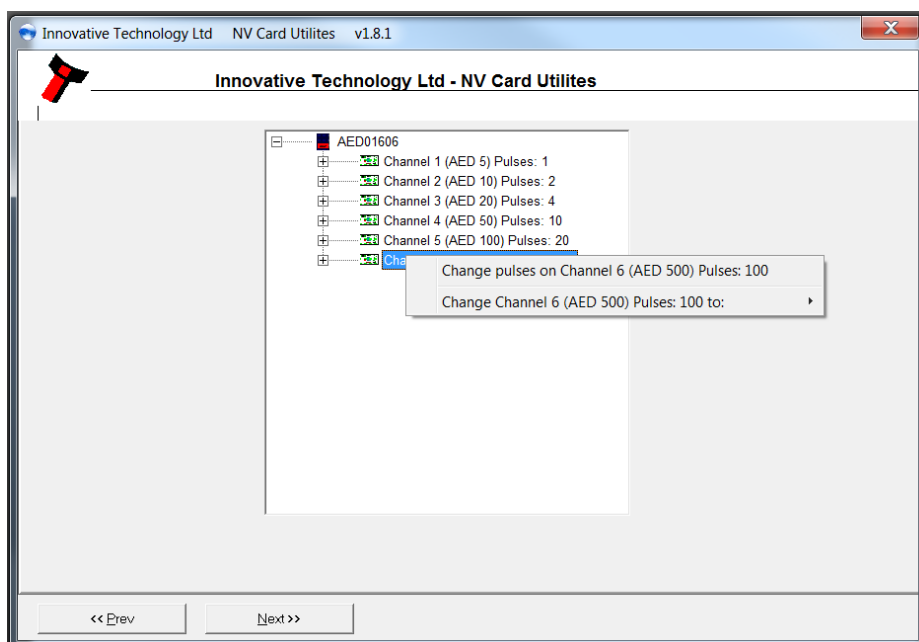 Innovative Technology Ltd NV Card Utilites v1.8.1
Innovative Technology Ltd - NV Card Utilites
AED01606
Channel 1 (AED 5) Pulses: 1
Channel 2 (AED 10) Pulses: 2
Channel 3 (AED 20) Pulses: 4
Channel 4 (AED 50) Pulses: 10
Channel 5 (AED 100) Pulses: 20
Cha
Change pulses on Channel 6 (AED 500) Pulses: 100
Change Channel 6 (AED 500) Pulses: 100 to:
<< Prev Next >>